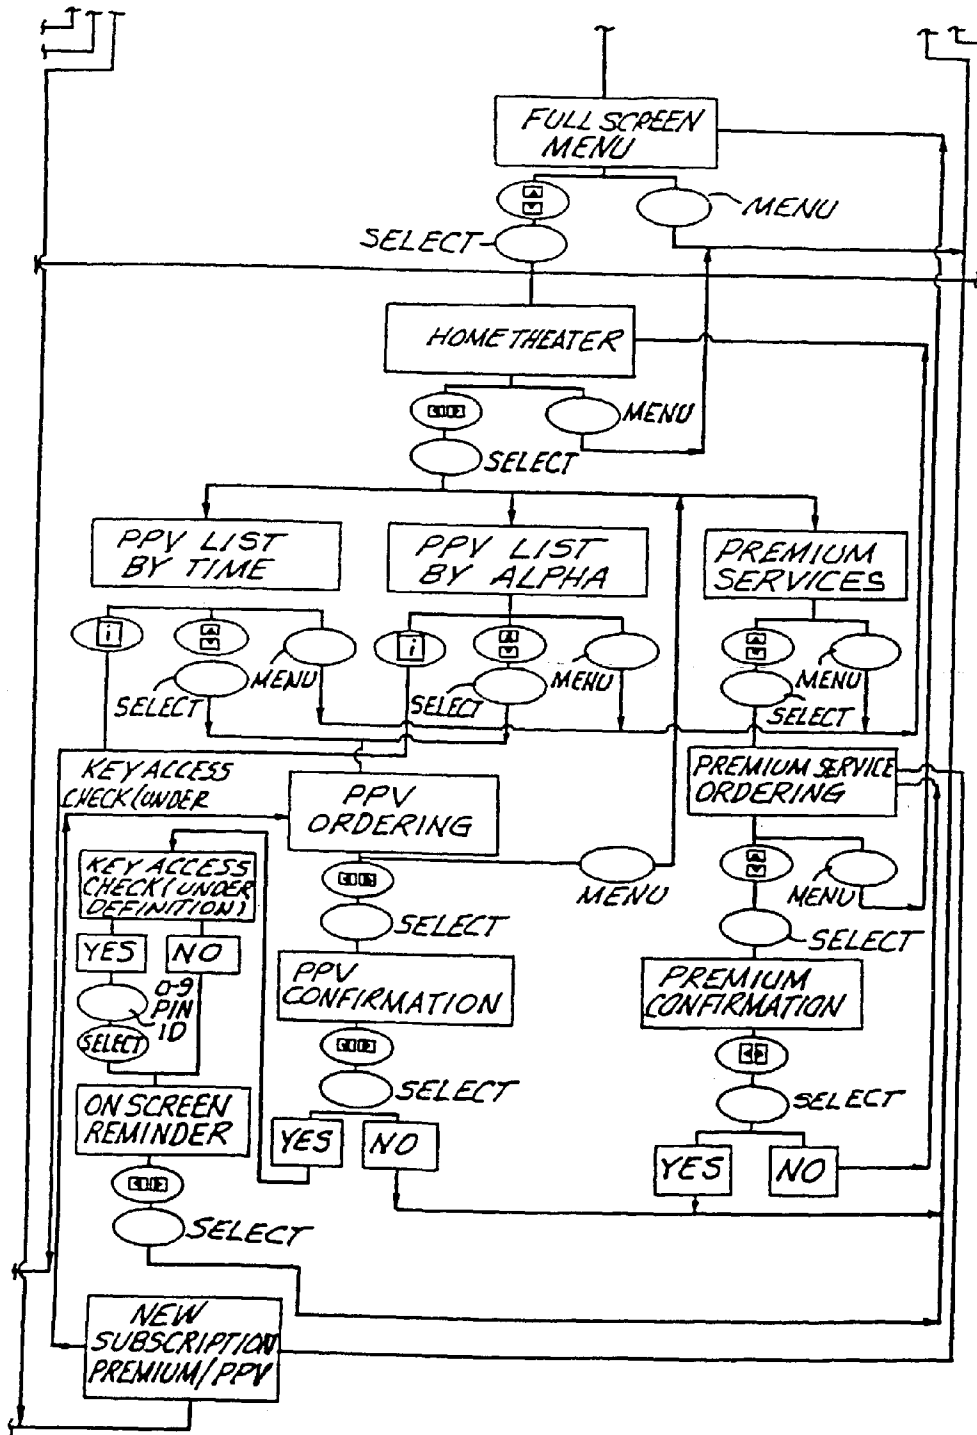 FULL SCREEN
MENU
MENU
SELECT
HOME THEATER
MENU
SELECT
PPV LIST
BY TIME
PPV LIST
BY ALPHA
PREMIUM
SERVICES
i
i
SELECT
MENU
SELECT
MENU
MENU
SELECT
KEY ACCESS
CHECK(UNDER
PPV
ORDERING
PREMIUM SERVICE
ORDERING
KEY ACCESS
CHECK(UNDER
DEFINITION)
MENU
MENU
SELECT
SELECT
YES
NO
PPV
CONFIRMATION
PREMIUM
CONFIRMATION
0-9
PIN
ID
SELECT
SELECT
SELECT
ON SCREEN
REMINDER
YES
NO
YES
NO
SELECT
NEW
SUBSCRIPTION
PREMIUM/PPV